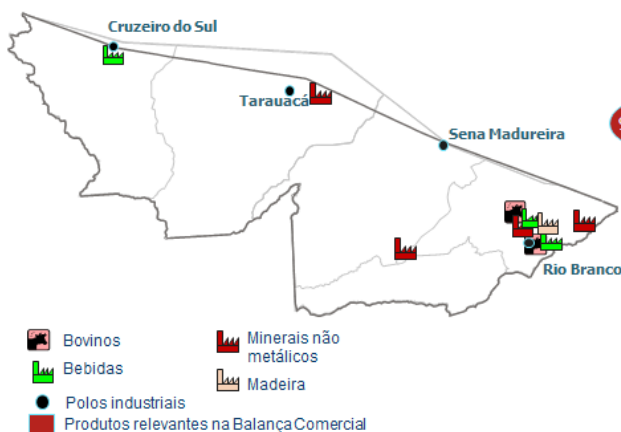 Cruzeiro do Sul
Tarauacá
Sena Madureira
Rio Branco
Bovinos
Bebidas
Polos industriais
Produtos relevantes na Balança Comercial
Minerais não
metálicos
Madeira